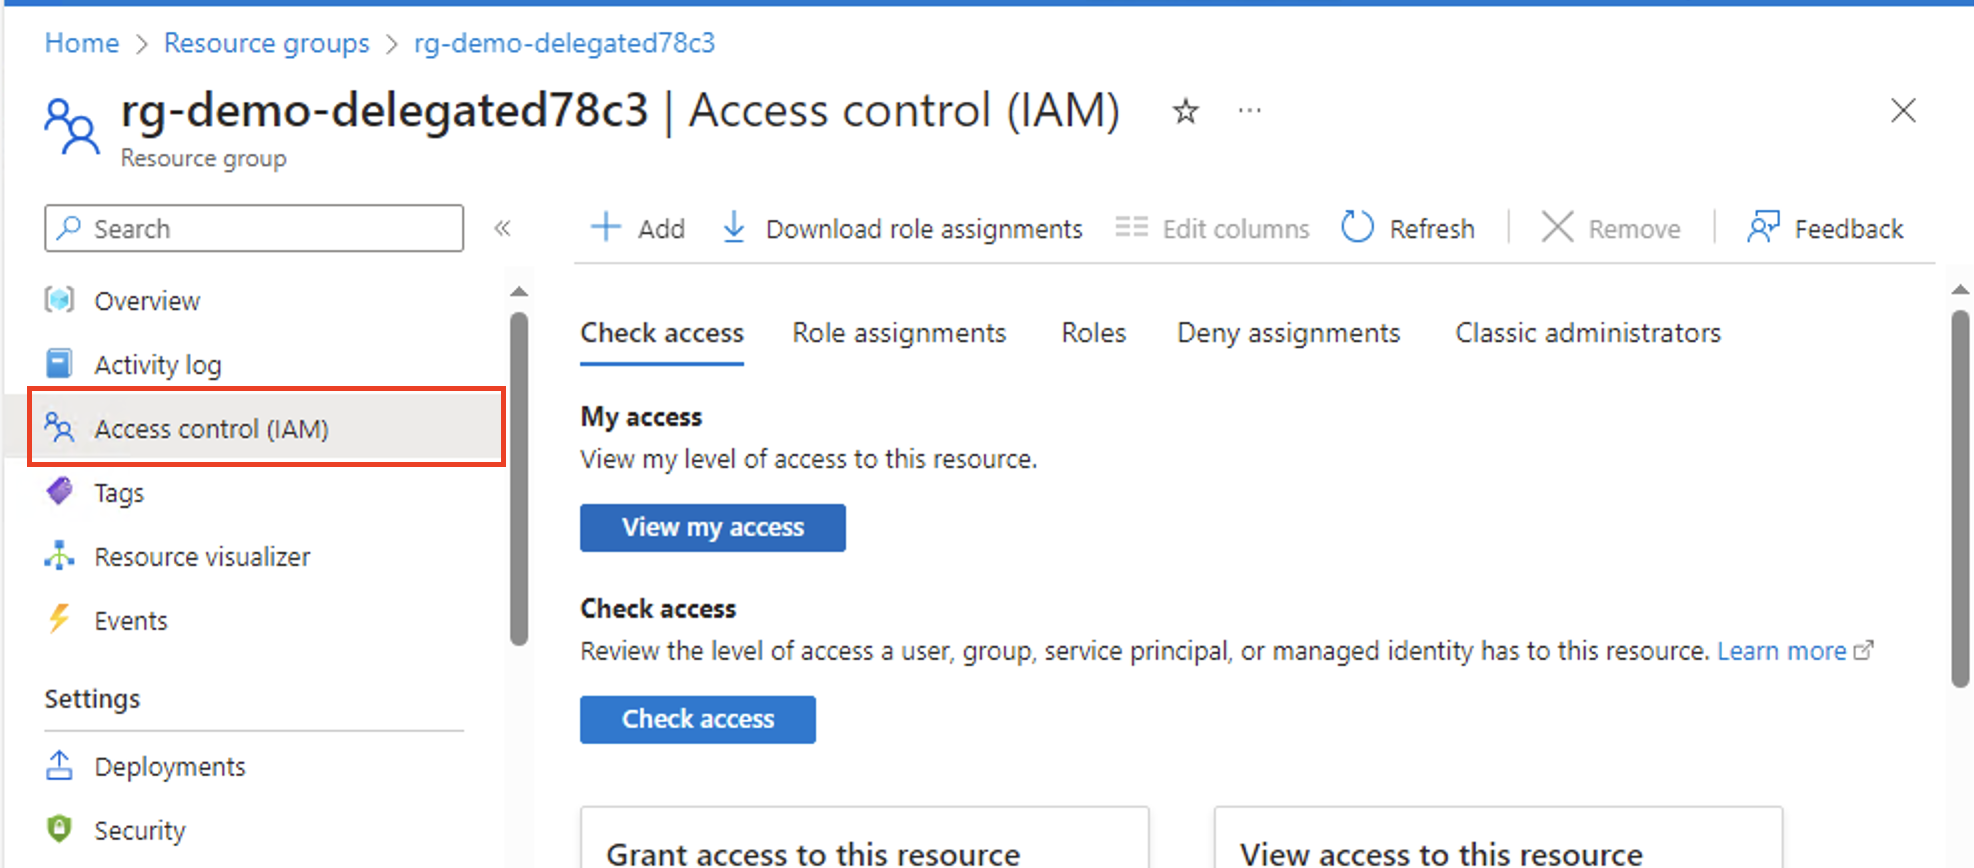 Home > Resource groups > rg-demo-delegated78c3
rg-demo-delegated78c3 | Access control (IAM) ☆ ···
Resource group
Search «
Add Download role assignments Edit columns Refresh Remove Feedback
Overview
Activity log
Access control (IAM)
Tags
Resource visualizer
Events
Settings
Deployments
Security
Check access Role assignments Roles Deny assignments Classic administrators
My access
View my level of access to this resource.
View my access
Check access
Review the level of access a user, group, service principal, or managed identity has to this resource. Learn more
Check access
Grant access to this resource View access to this resource